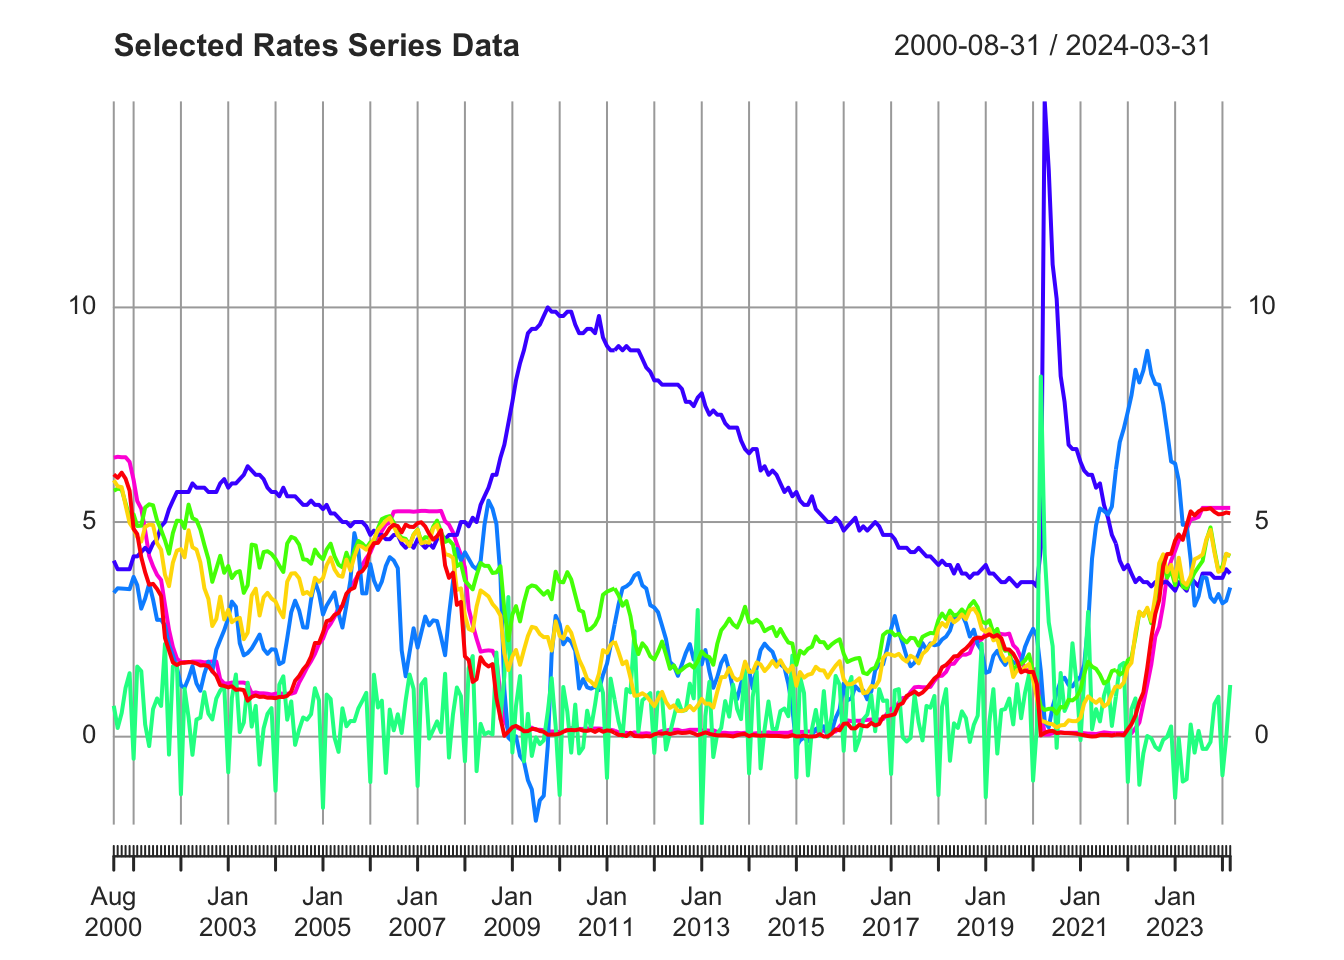 Selected Rates Series Data 2000-08-31 / 2024-03-31
10 10
5 5
0 0
Aug Jan Jan Jan Jan Jan Jan Jan Jan Jan Jan Jan
2000 2003 2005 2007 2009 2011 2013 2015 2017 2019 2021 2023